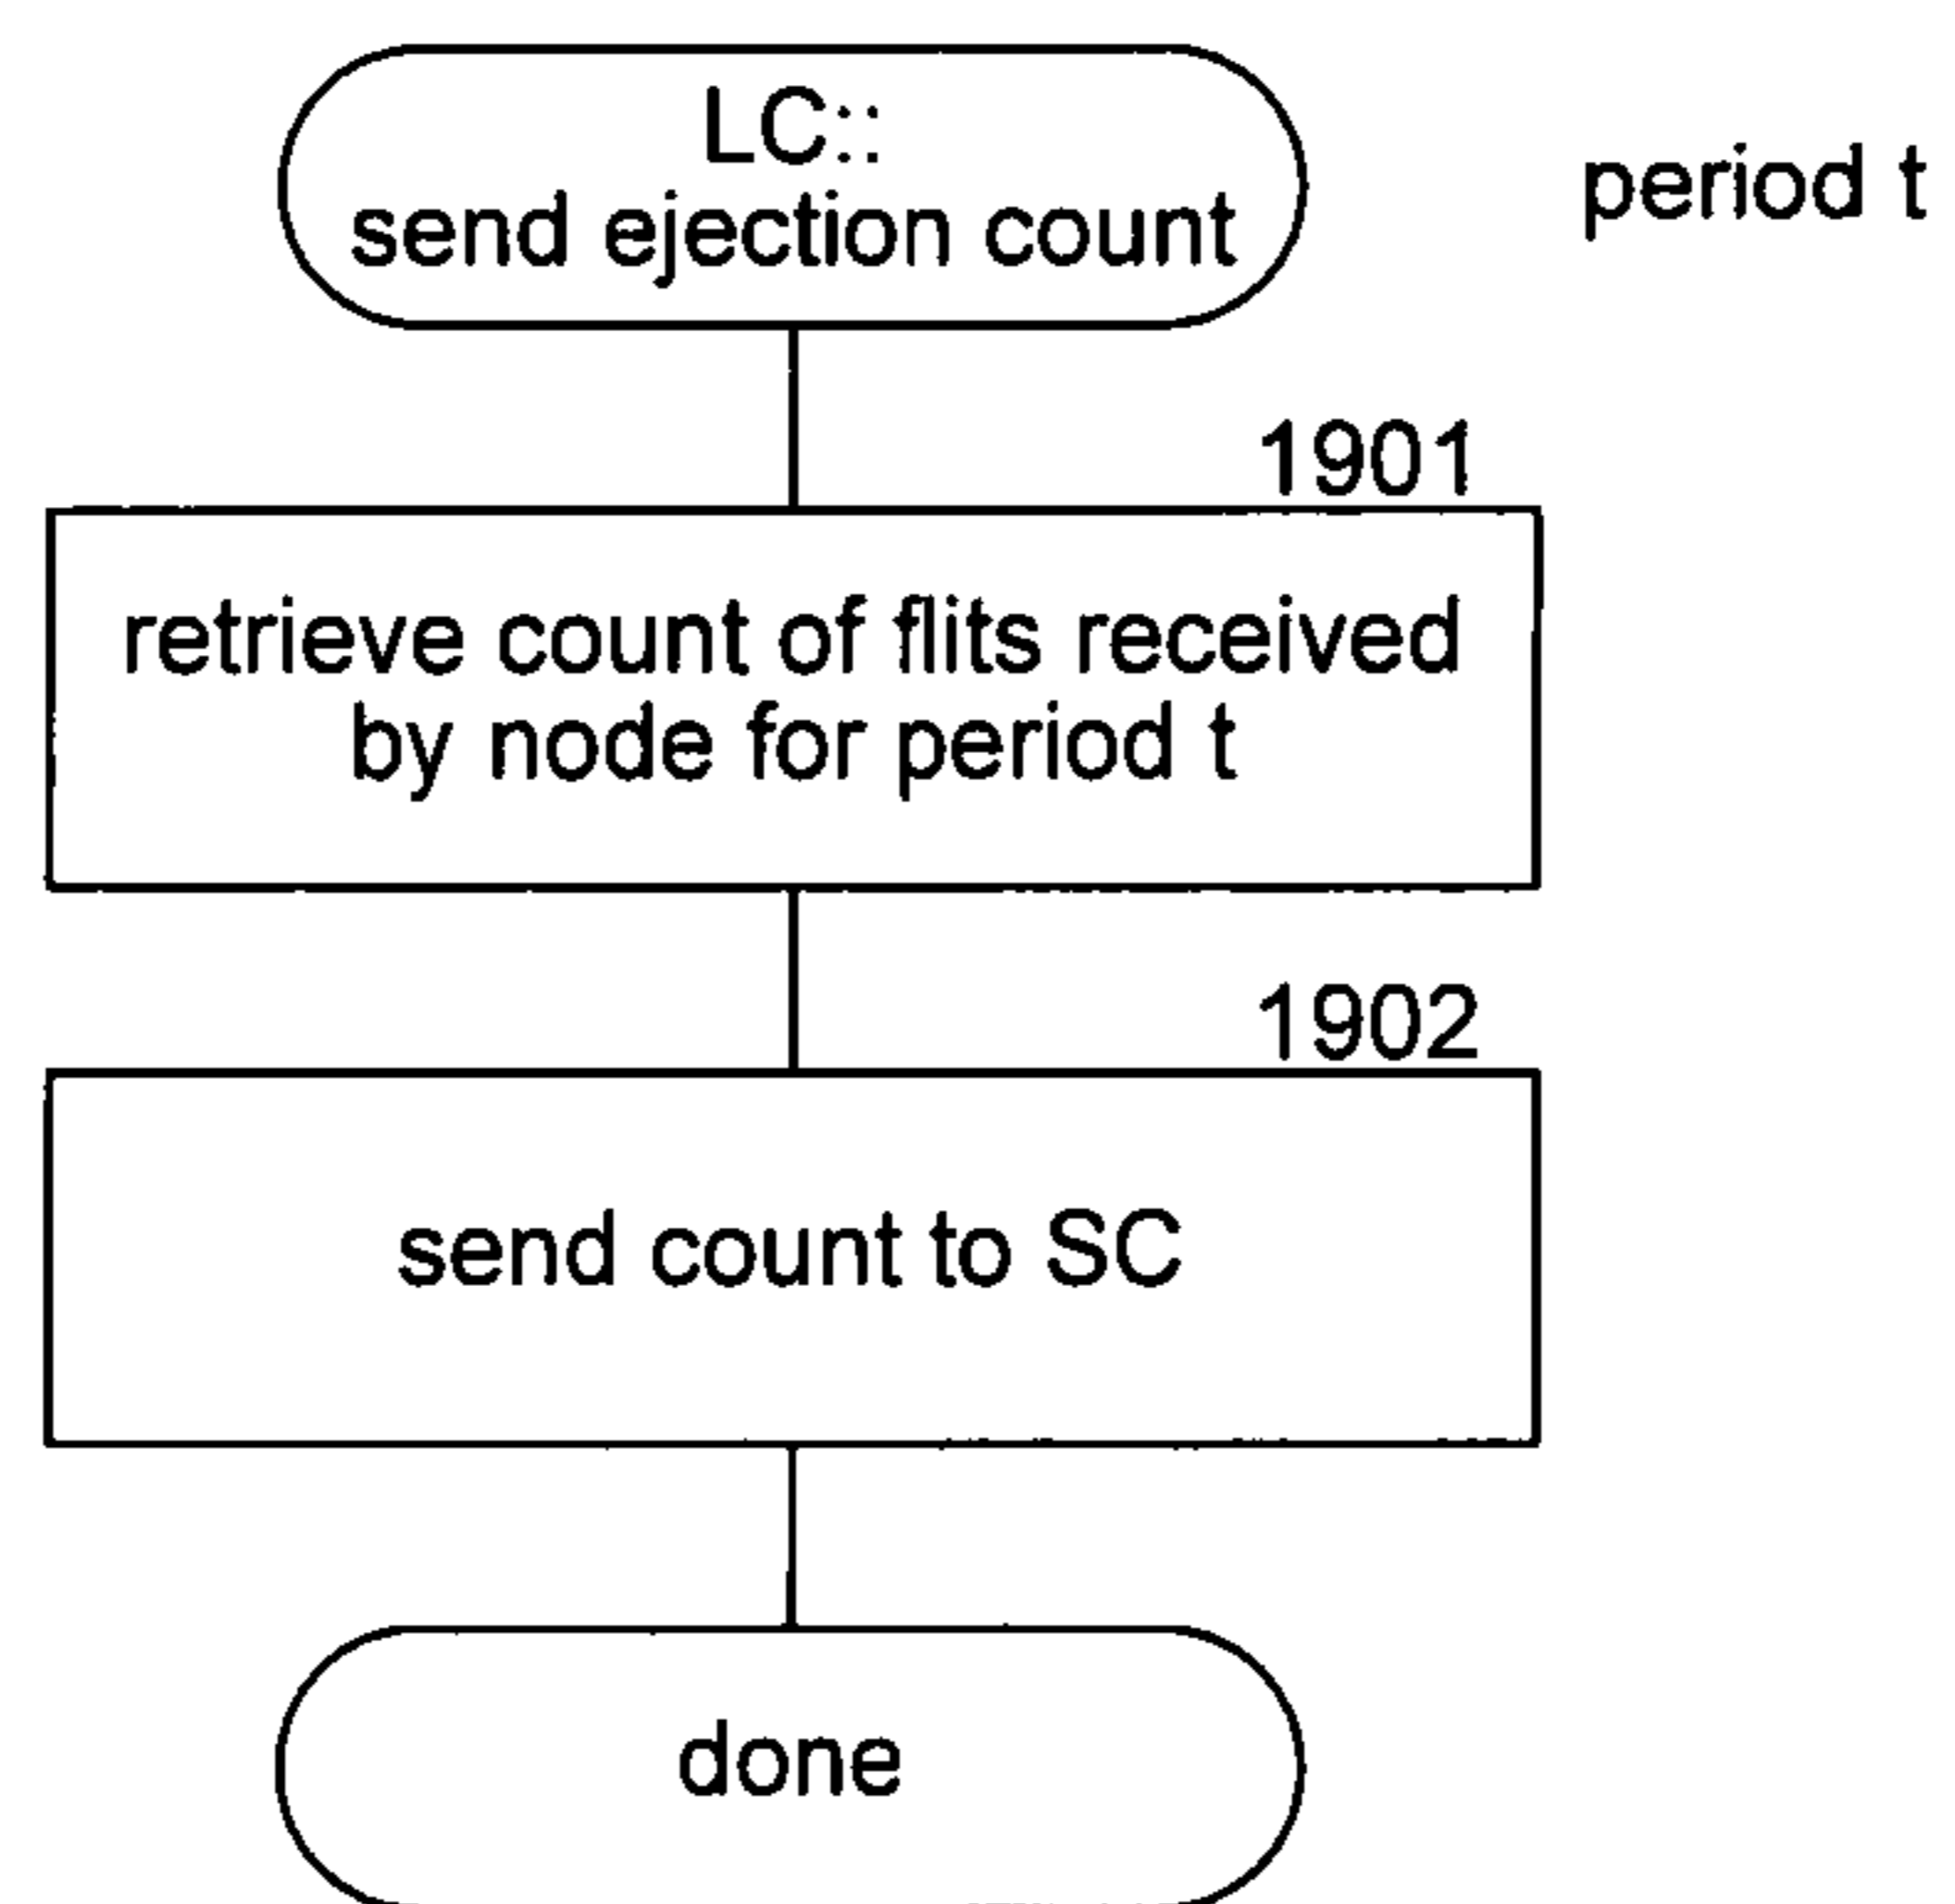 LC::
send ejection count
period t
1901
retrieve count of flits received
by node for period t
1902
send count to SC
done